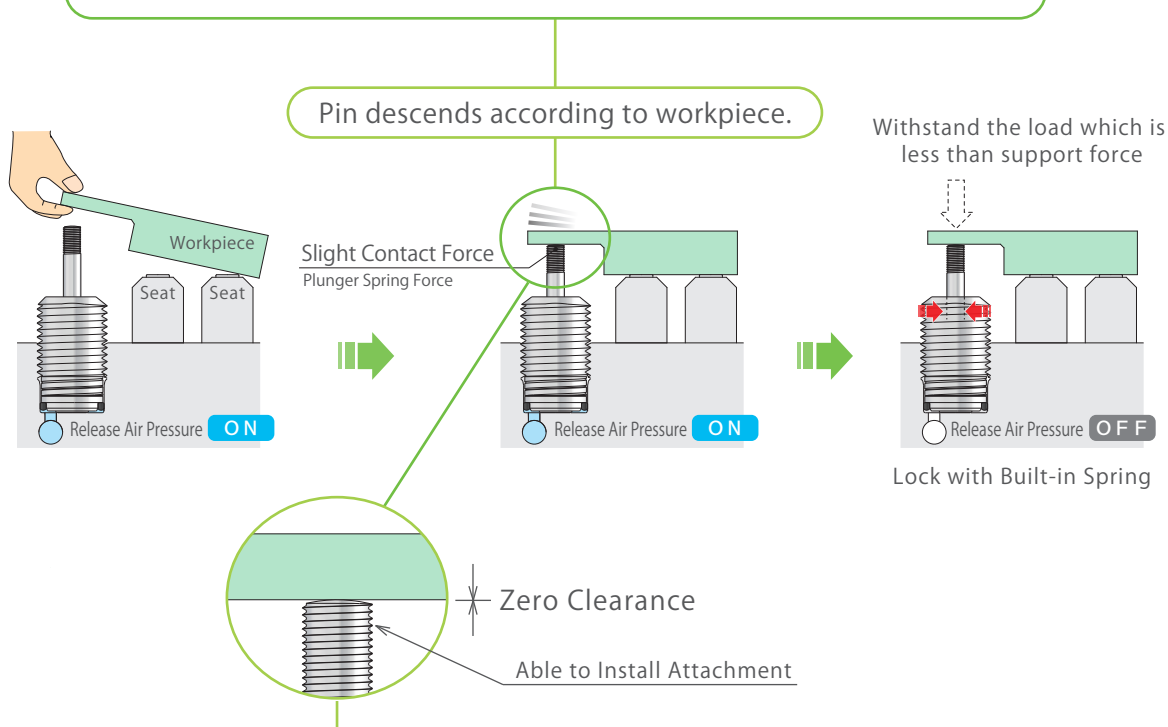 Pin descends according to workpiece.
Withstand the load which is
less than support force
Workpiece
Seat
Seat
Release Air Pressure ON
Slight Contact Force
Plunger Spring Force
Release Air Pressure ON
Release Air Pressure OFF
Lock with Built-in Spring
Zero Clearance
Able to Install Attachment